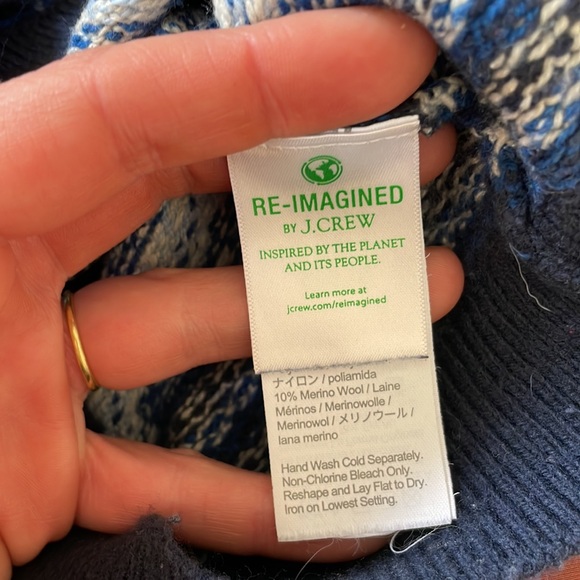 RE-IMAGINED
BY J.CREW
INSPIRED BY THE PLANET
AND ITS PEOPLE.
Learn more at
jcrew.com/reimagined
ナイロン / poliamida
10% Merino Wool / Laine
Mérinos / Merinowolle /
Merinowol / メリノウール /
lana merino
Hand Wash Cold Separately.
Non-Chlorine Bleach Only.
Reshape and Lay Flat to Dry.
Iron on Lowest Setting.